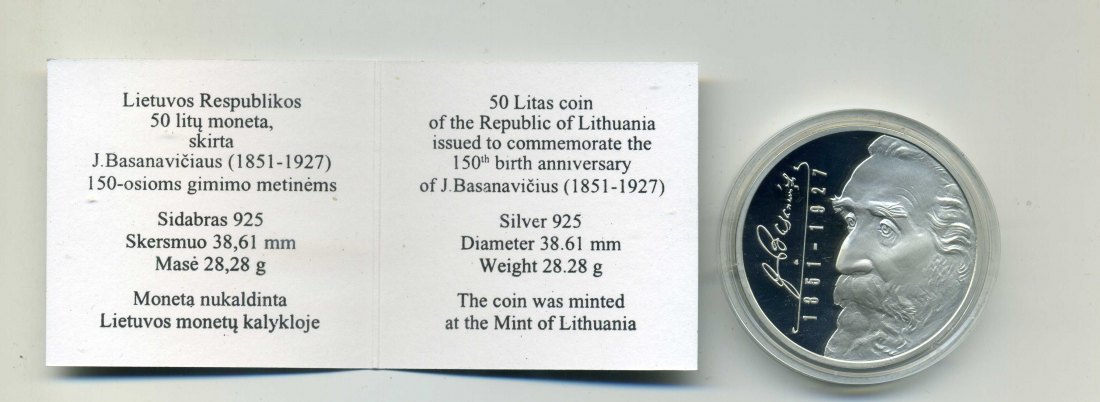 Lietuvos Respublikos
50 litų moneta,
skirta
J.Basanavičiaus (1851-1927)
150-osioms gimimo metinėms
Sidabras 925
Skersmuo 38,61 mm
Masė 28,28 g
Moneta nukaldinta
Lietuvos monetų kalykloje
50 Litas coin
of the Republic of Lithuania
issued to commemorate the
150th birth anniversary
of J.Basanavičius (1851-1927)
Silver 925
Diameter 38.61 mm
Weight 28.28 g
The coin was minted
at the Mint of Lithuania
1851-1927